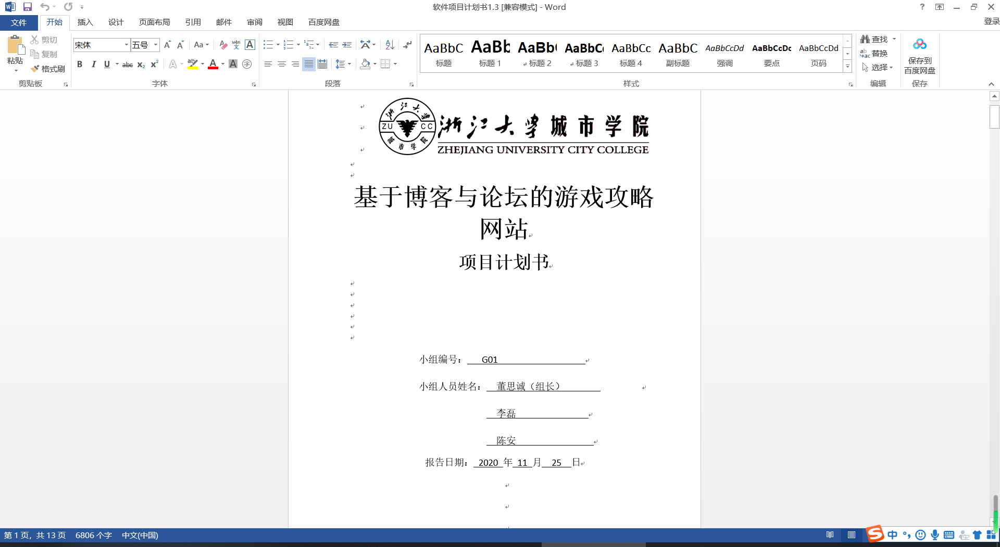 软件项目计划书1.3 [兼容模式] - Word
文件 开始 插入 设计 页面布局 引用 邮件 审阅 视图 百度网盘 登录
粘贴 剪切 复制 格式刷 剪贴板
宋体 五号 字体
段落
AaBbC 标题
AaBb 标题 1
AaBb 标题 2
AaBbC 标题 3
AaBbCc 标题 4
AaBbC 副标题
AaBbCcDd 强调
AaBbCcDc 要点
AaBbCcDd 页码
样式
查找 替换 选择 编辑
保存到 百度网盘 保存
浙江大学 ZU CC 城市学院
浙江大学城市学院
ZHEJIANG UNIVERSITY CITY COLLEGE
基于博客与论坛的游戏攻略
网站
项目计划书
小组编号： G01
小组人员姓名： 董思诚（组长）
李磊
陈安
报告日期： 2020 年 11 月 25 日
第 1 页，共 13 页 6806 个字 中文(中国) 中